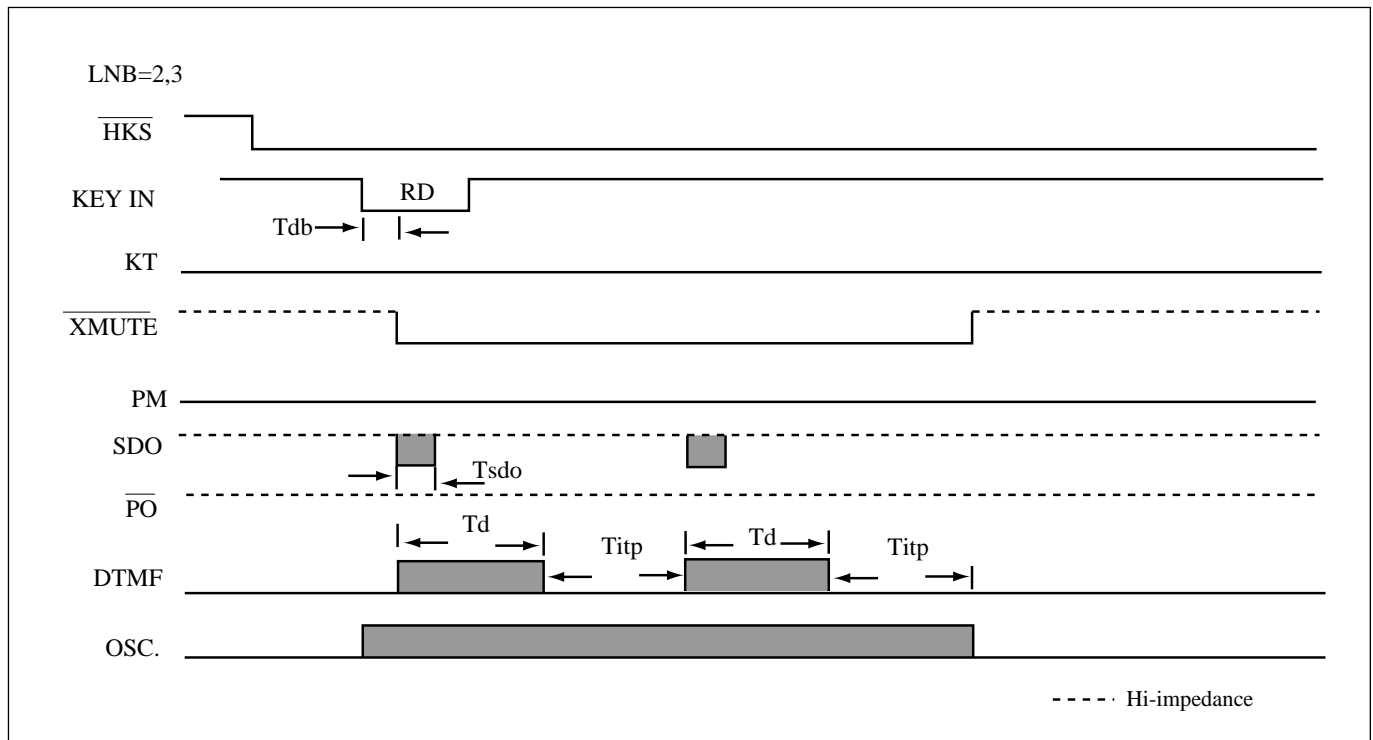 LNB=2,3
HKS
KEY IN
RD
Tdb
KT
XMUTE
PM
SDO
Tsdo
PO
Td
Titp
Td
Titp
DTMF
OSC.
Hi-impedance